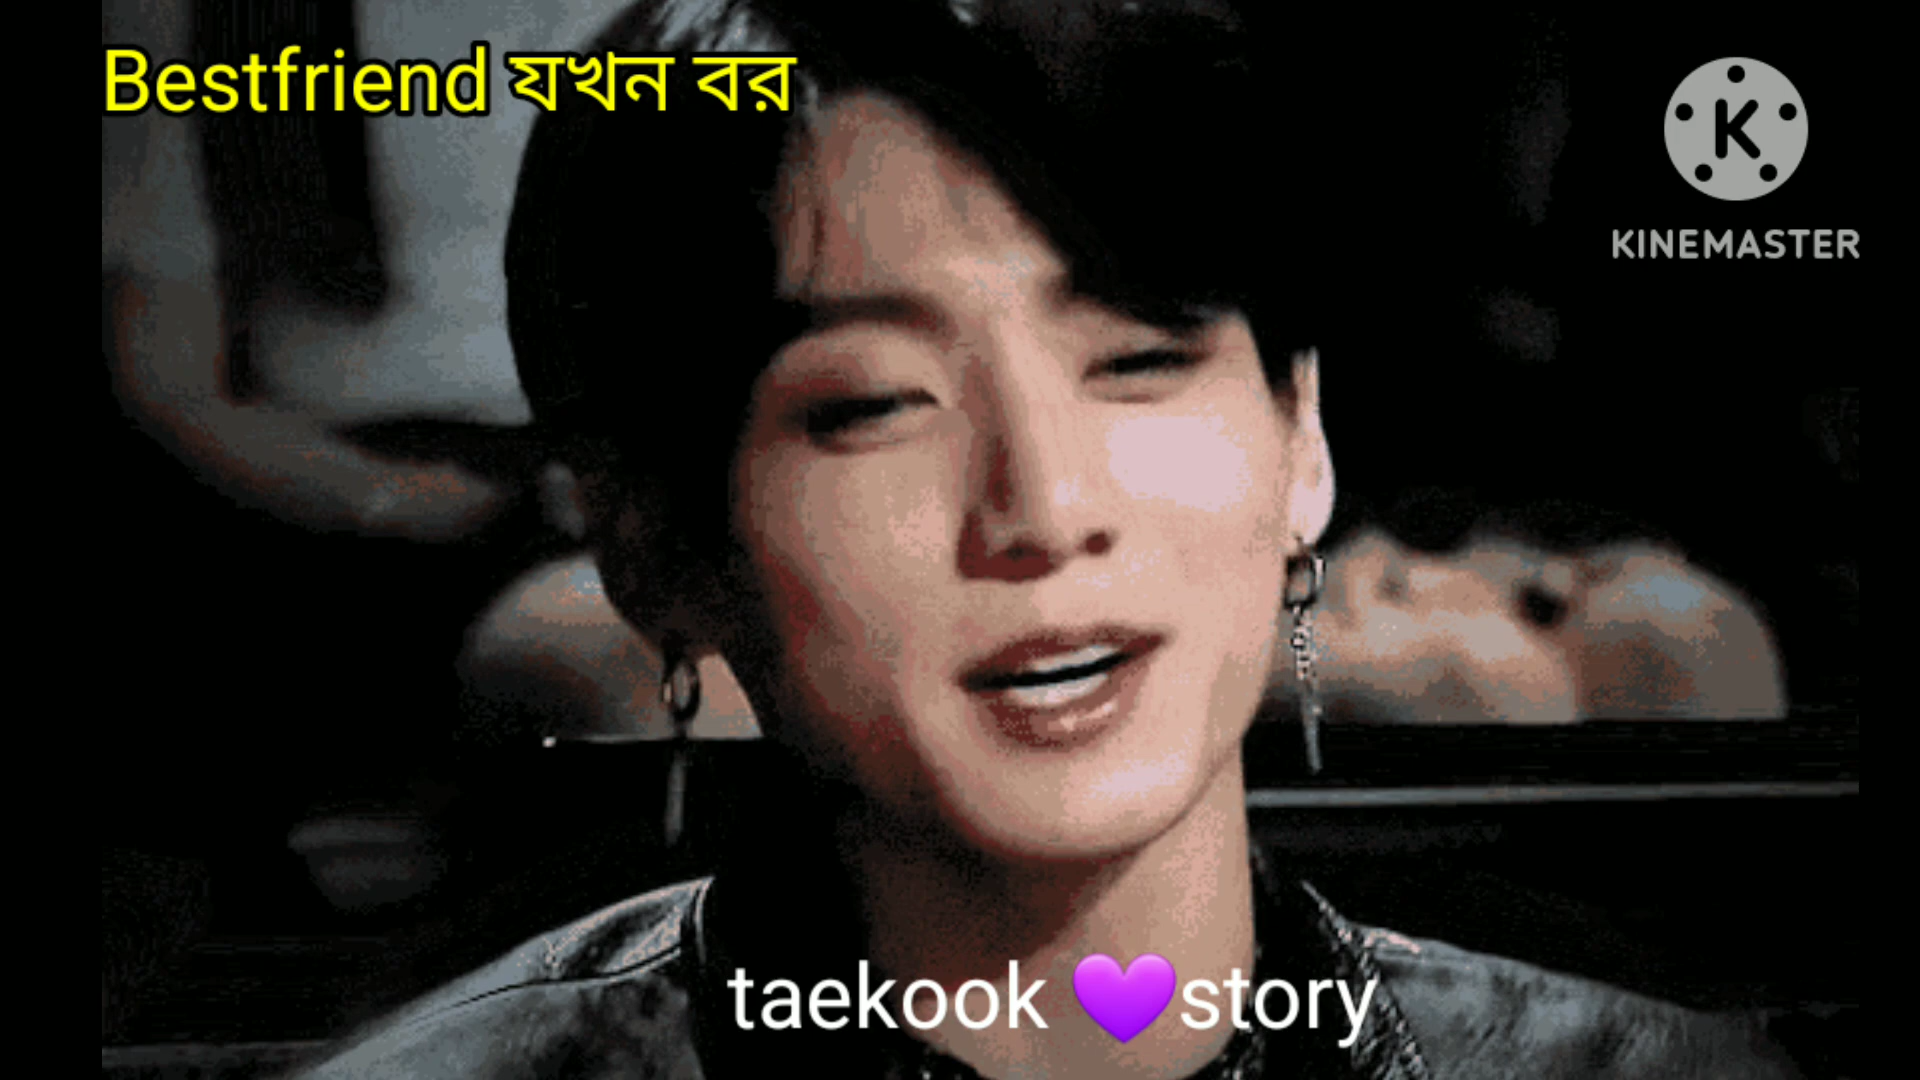 Bestfriend যখন বর
KINEMASTER
taekook 💜story